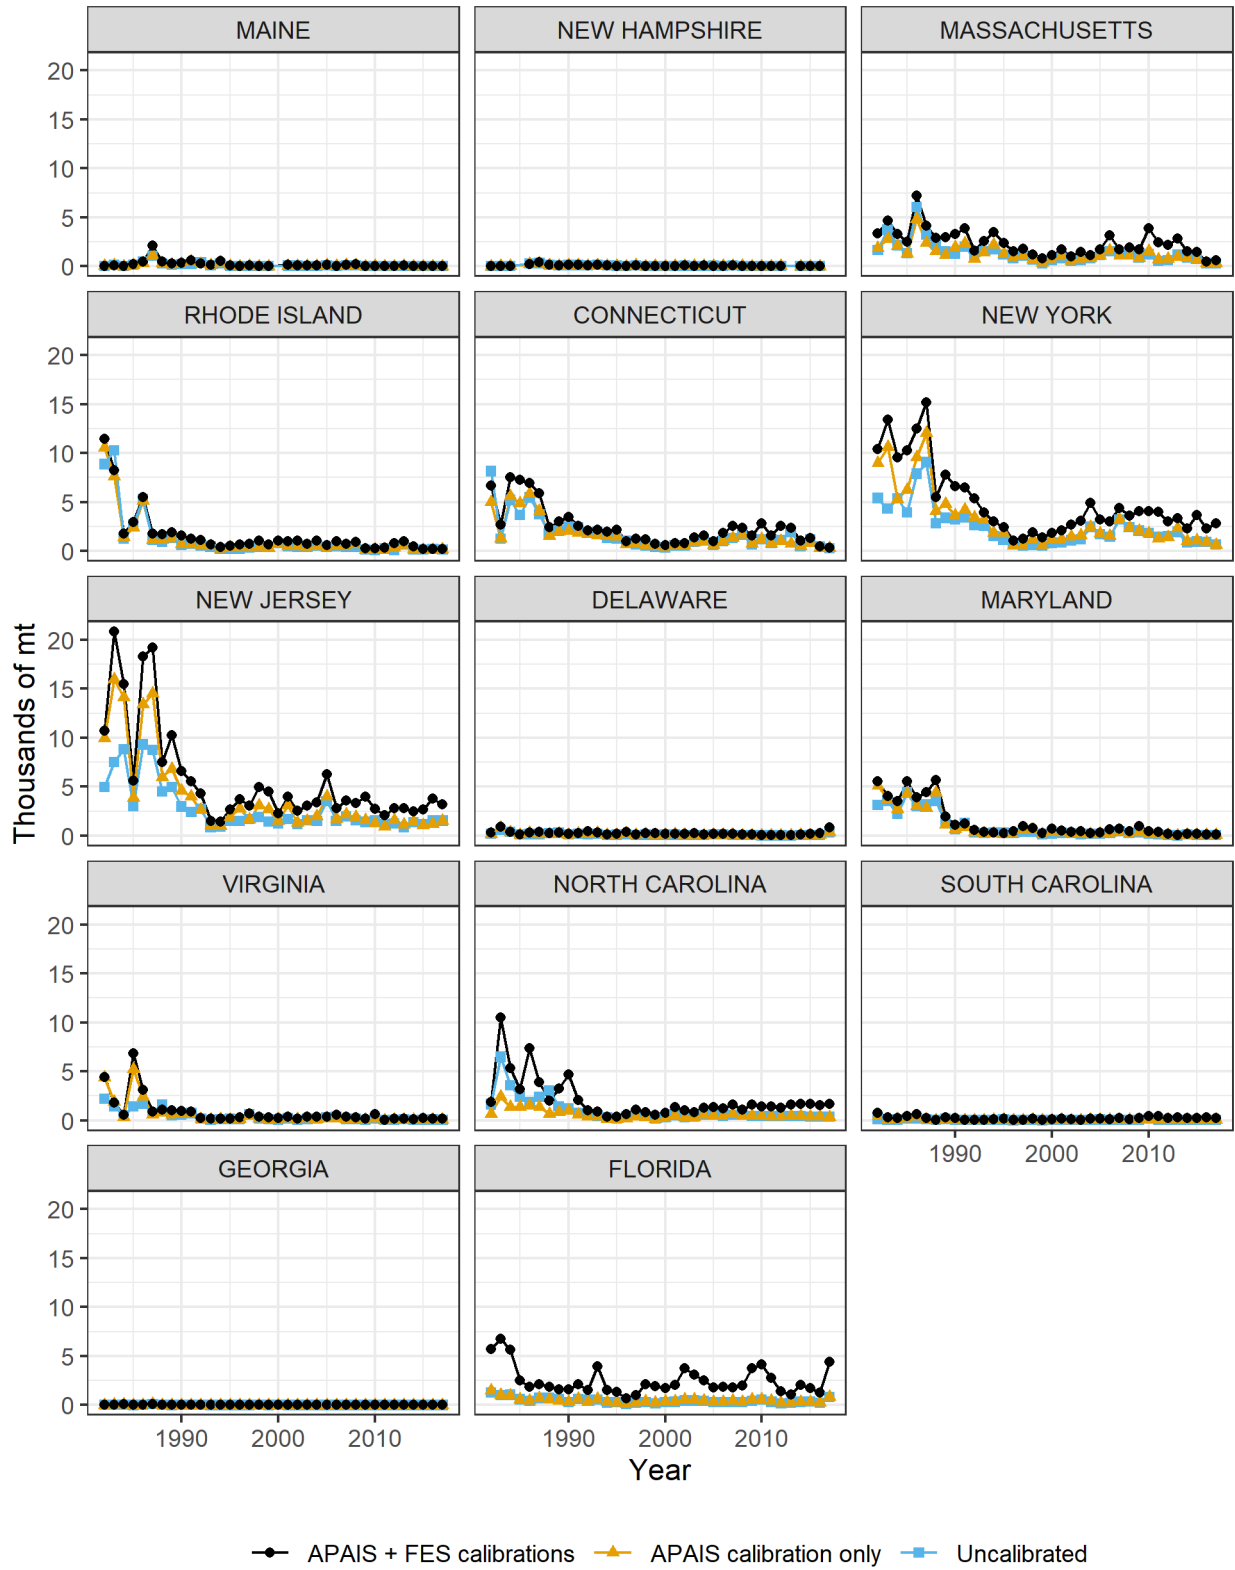 MAINE NEW HAMPSHIRE MASSACHUSETTS
20
15
10
5
0
RHODE ISLAND CONNECTICUT NEW YORK
20
15
10
5
0
NEW JERSEY DELAWARE MARYLAND
20
15
10
5
0
Thousands of mt
VIRGINIA NORTH CAROLINA SOUTH CAROLINA
20
15
10
5
0
1990 2000 2010
GEORGIA FLORIDA
20
15
10
5
0
1990 2000 2010 1990 2000 2010
Year
APAIS + FES calibrations APAIS calibration only Uncalibrated